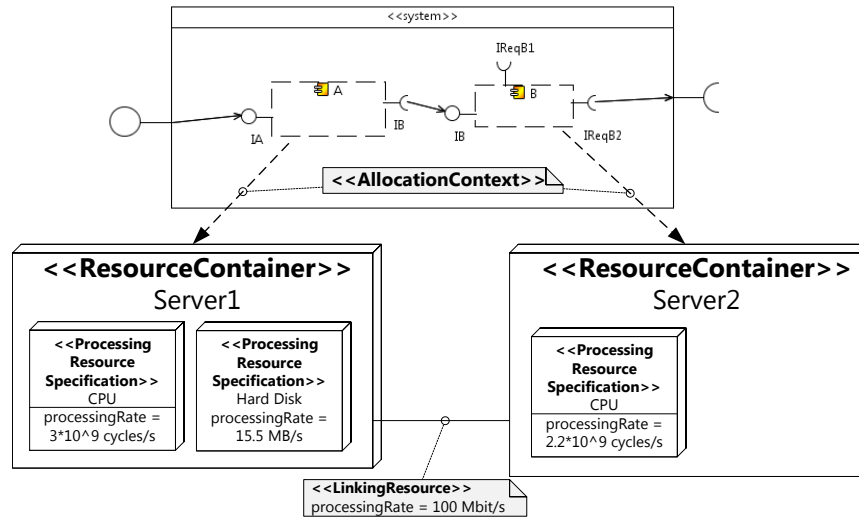 <<system>>
IReqB1
A
B
IA
IB
IB
IReqB2
<<AllocationContext>>
<<ResourceContainer>>
Server1
<<Processing
Resource
Specification>>
CPU
processingRate =
3*10^9 cycles/s
<<Processing
Resource
Specification>>
Hard Disk
processingRate =
15.5 MB/s
<<ResourceContainer>>
Server2
<<Processing
Resource
Specification>>
CPU
processingRate =
2.2*10^9 cycles/s
<<LinkingResource>>
processingRate = 100 Mbit/s